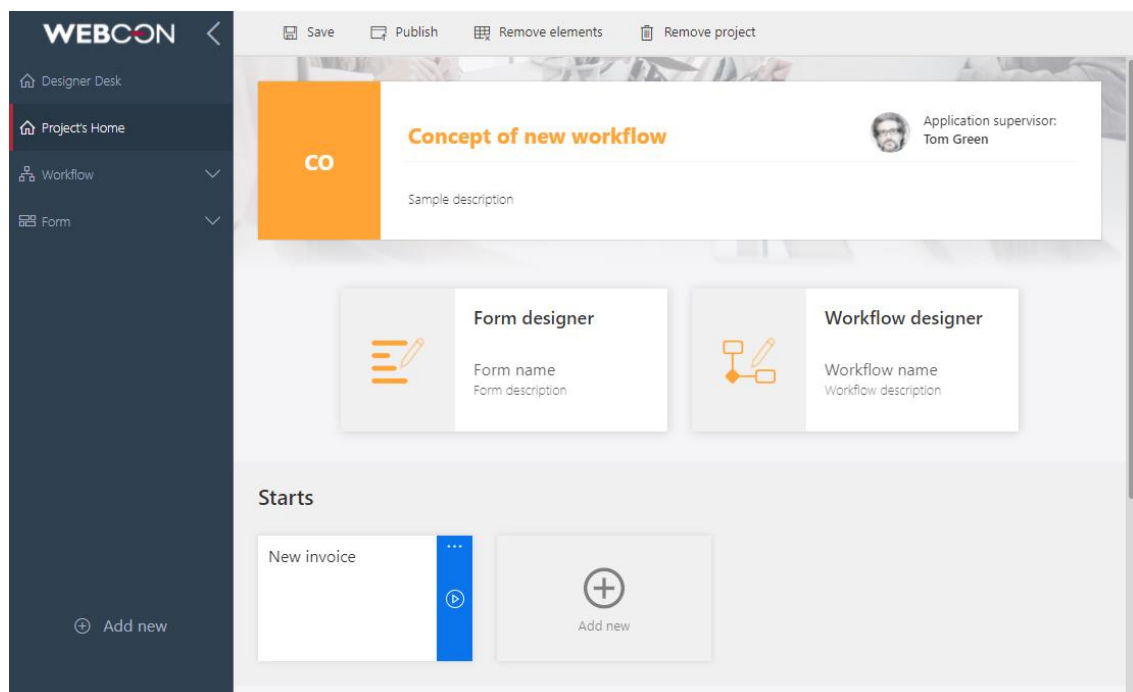 WEBCON
Save
Publish
Remove elements
Remove project
Designer Desk
Project's Home
Workflow
Form
Add new
CO
Concept of new workflow
Application supervisor:
Tom Green
Sample description
Form designer
Form name
Form description
Workflow designer
Workflow name
Workflow description
Starts
New invoice
Add new